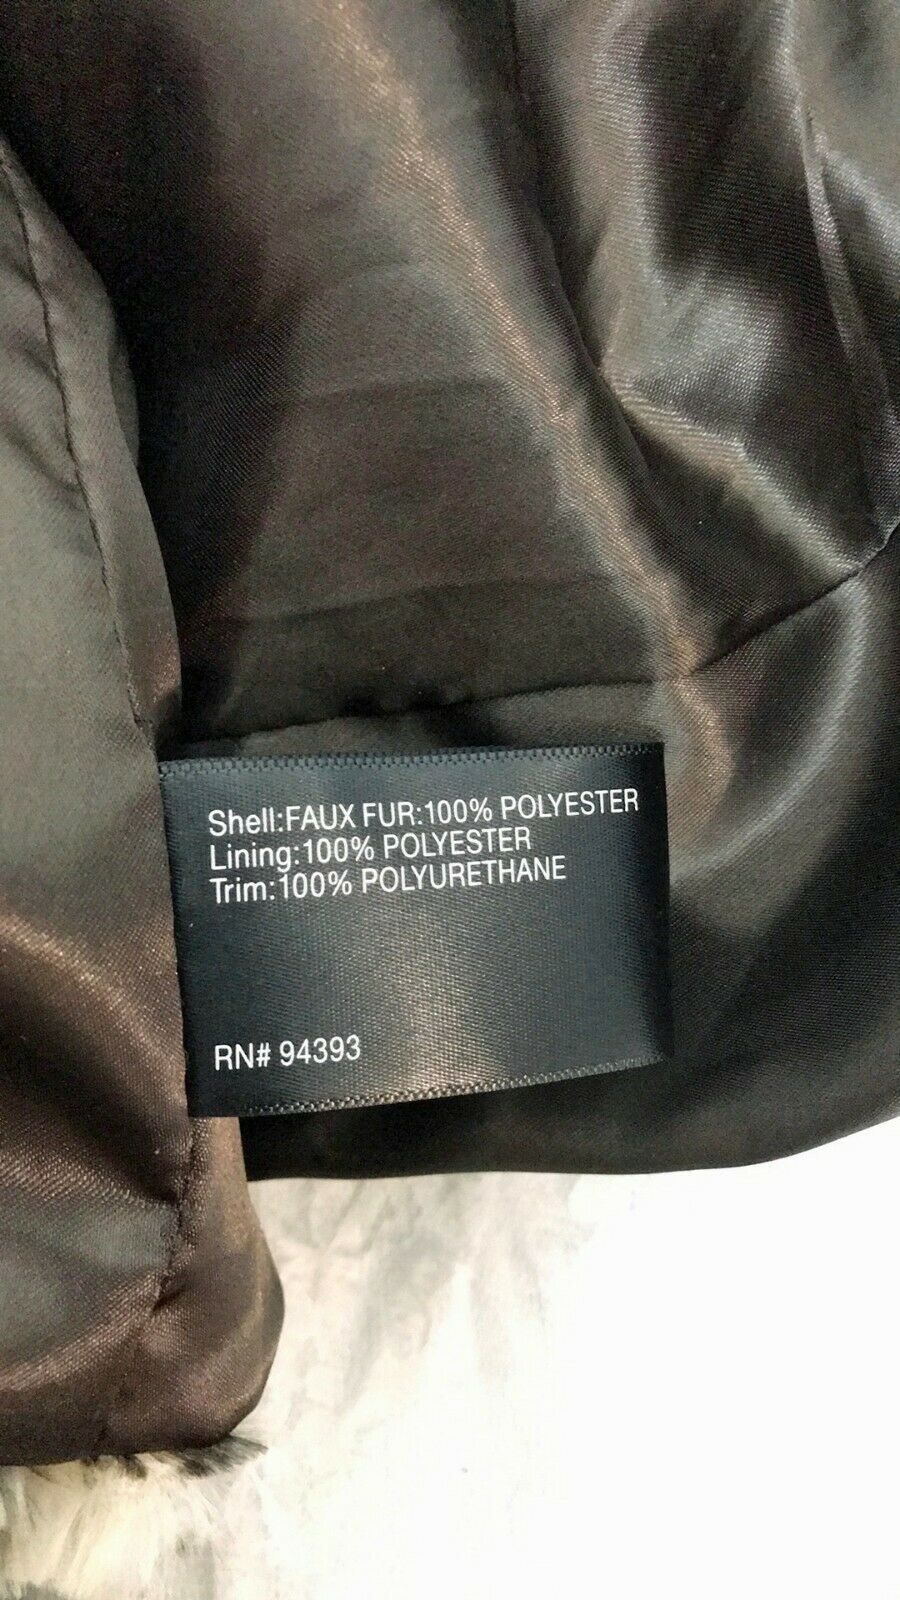 Shell:FAUX FUR:100% POLYESTER
Lining:100% POLYESTER
Trim:100% POLYURETHANE
RN# 94393